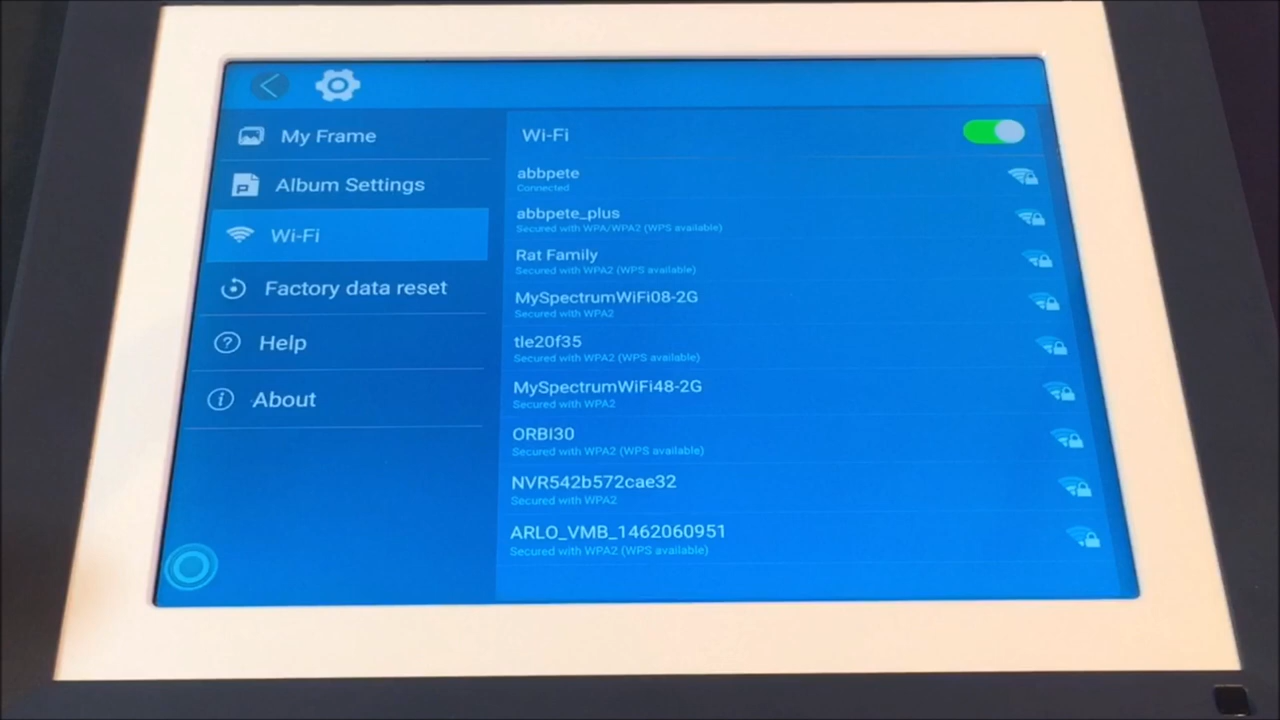 My Frame
Album Settings
Wi-Fi
Factory data reset
Help
About
Wi-Fi
abbpete
Connected
abbpete_plus
Secured with WPA/WPA2 (WPS available)
Rat Family
Secured with WPA2 (WPS available)
MySpectrumWiFi08-2G
Secured with WPA2
tle20f35
Secured with WPA2 (WPS available)
MySpectrumWiFi48-2G
Secured with WPA2
ORBI30
Secured with WPA2 (WPS available)
NVR542b572cae32
Secured with WPA2
ARLO_VMB_1462060951
Secured with WPA2 (WPS available)